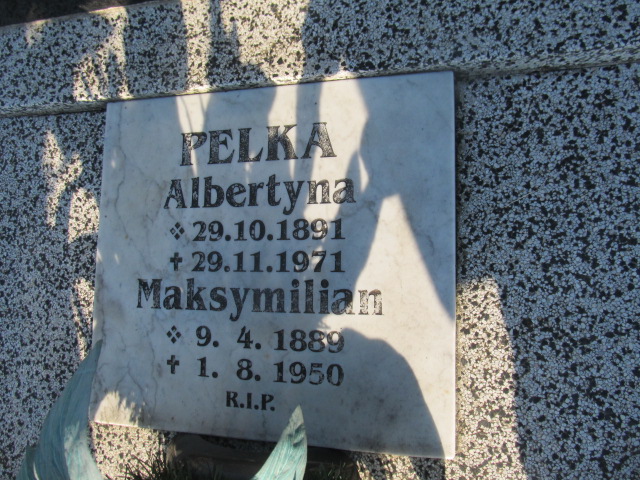 PELKA
Albertyna
29.10.1891
✝ 29.11.1971
Maksymilian
9. 4. 1889
✝ 1. 8. 1950
R.I.P.